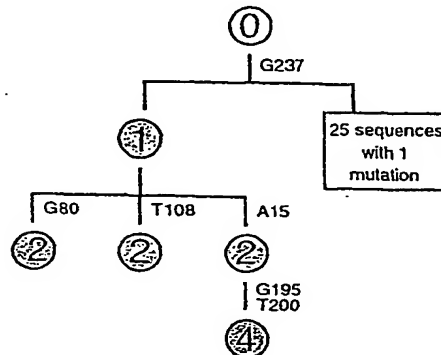 0
G237
1
25 sequences
with 1
mutation
G80
T108
A15
2
2
2
G195
T200
4